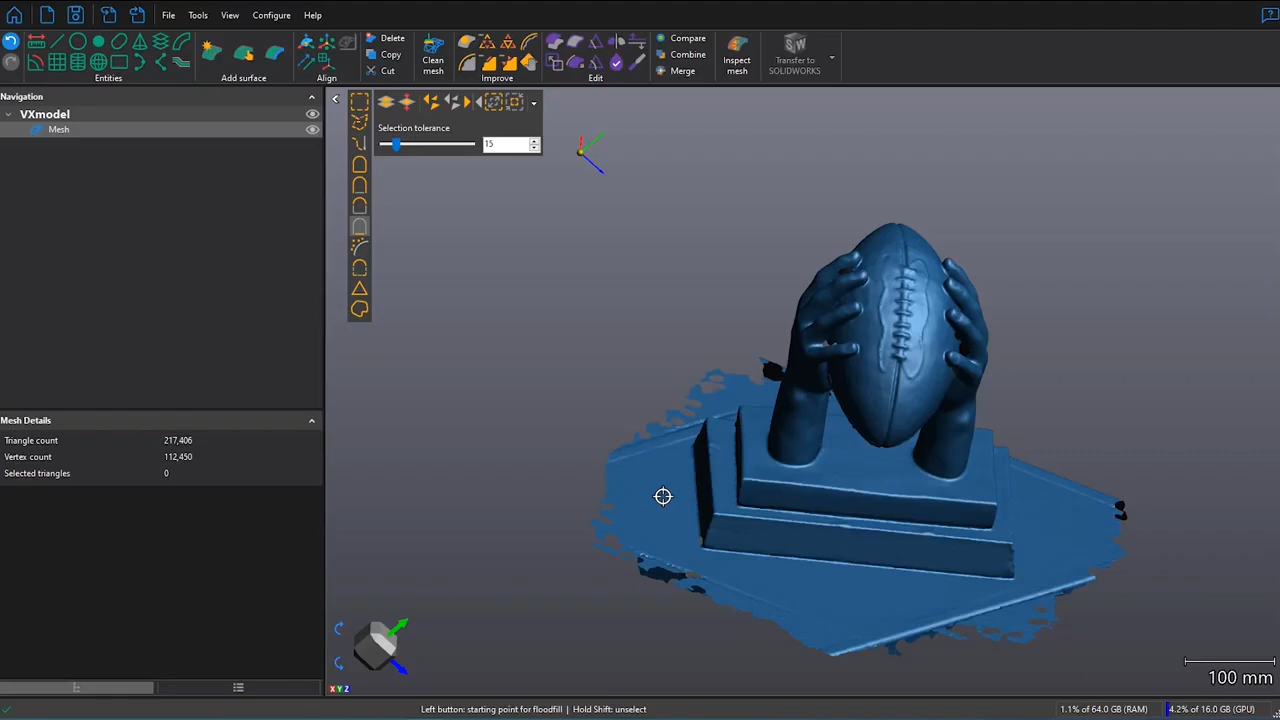 File Tools View Configure Help
Entities
Add surface
Align
Delete
Copy
Cut
Clean mesh
Improve
Edit
Compare
Combine
Merge
Inspect mesh
Transfer to SOLIDWORKS
Navigation
VXmodel
Mesh
Selection tolerance
15
Mesh Details
Triangle count 217,406
Vertex count 112,450
Selected triangles 0
X Y Z
100 mm
Left button: starting point for floodfill | Hold Shift: unselect
1.1% of 64.0 GB (RAM)
4.2% of 16.0 GB (GPU)